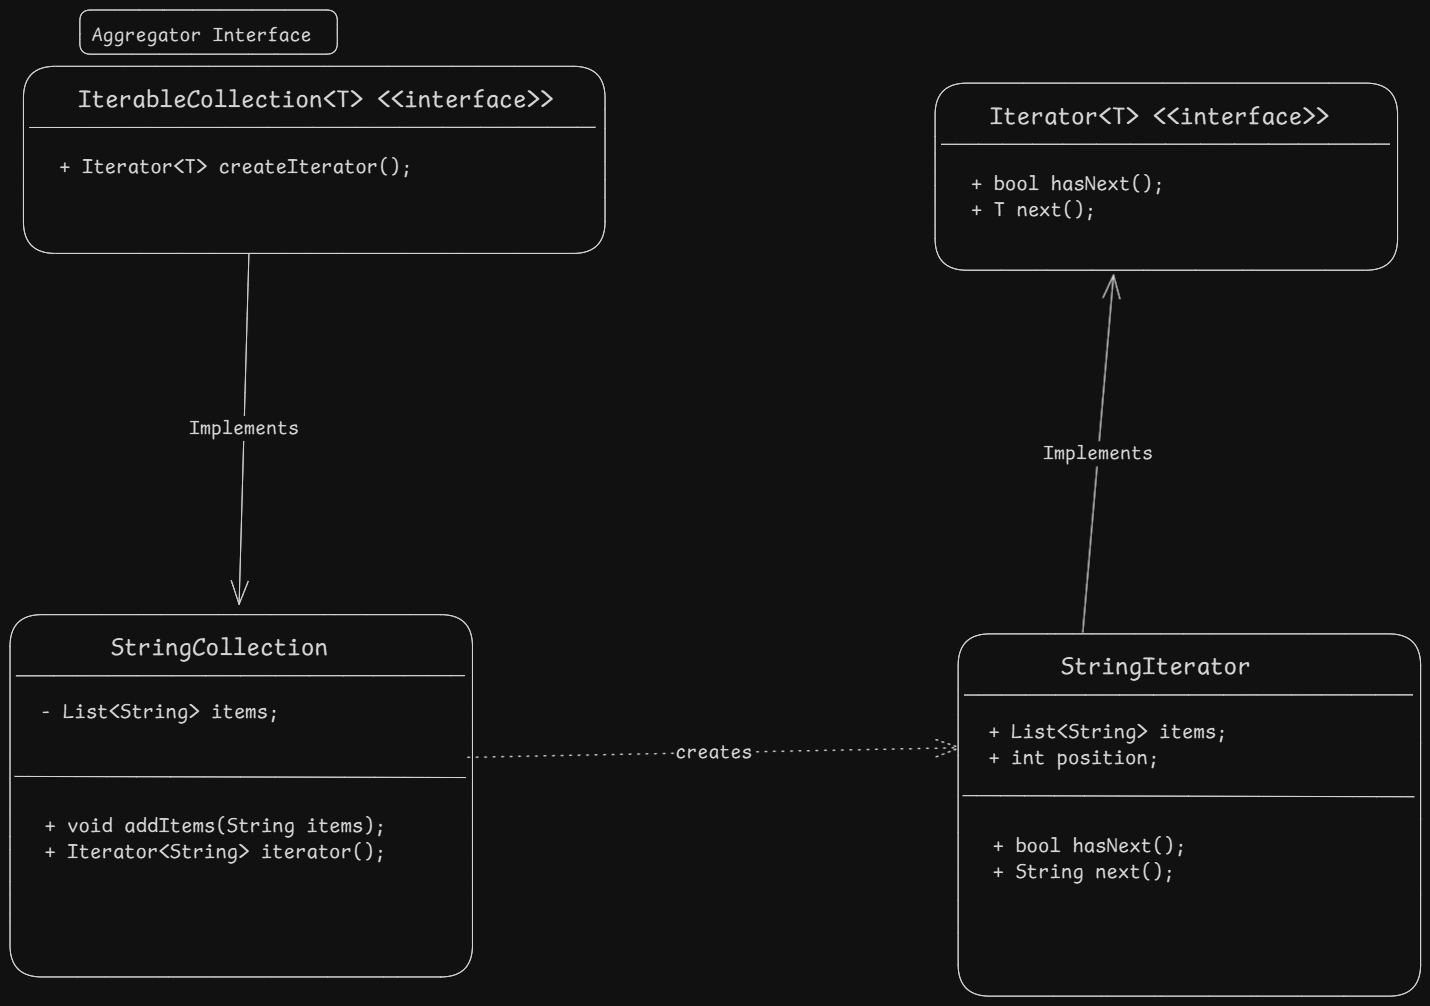 Aggregator Interface
IterableCollection<T> <<interface>>
+ Iterator<T> createIterator();
Iterator<T> <<interface>>
+ bool hasNext();
+ T next();
Implements
Implements
StringCollection
- List<String> items;
+ void addItems(String items);
+ Iterator<String> iterator();
creates
StringIterator
+ List<String> items;
+ int position;
+ bool hasNext();
+ String next();